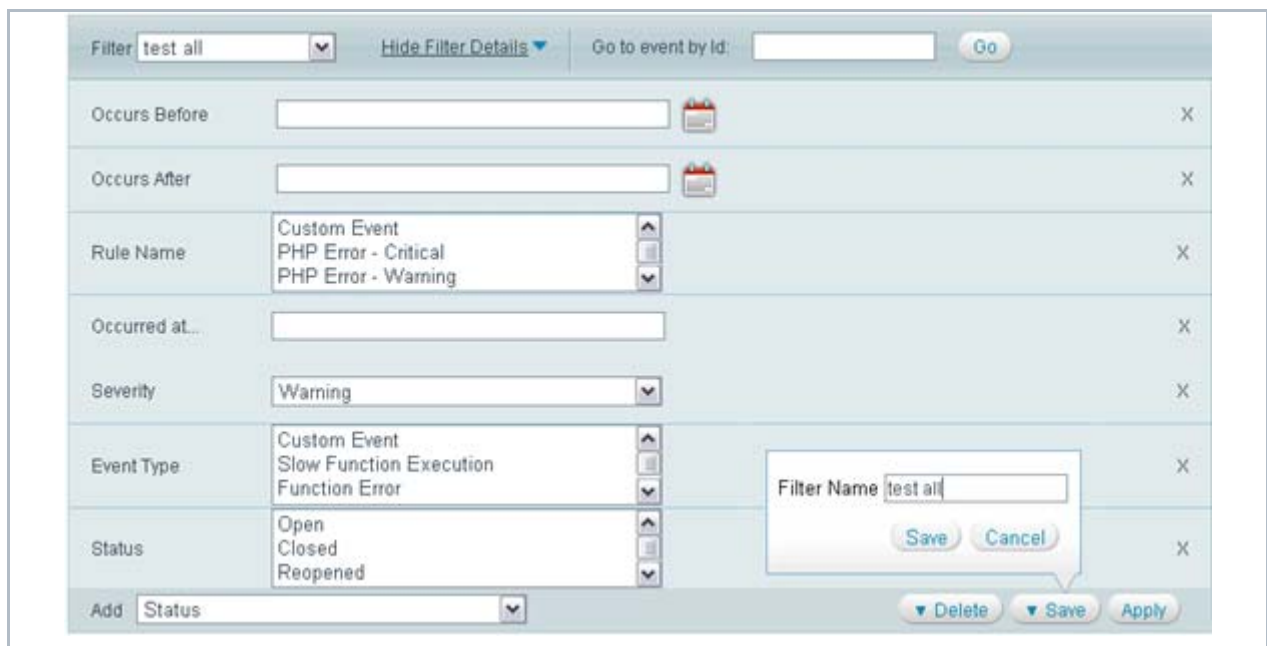 Filter test all Hide Filter Details Go to event by Id: Go
Occurs Before X
Occurs After X
Rule Name
Custom Event
PHP Error - Critical
PHP Error - Warning
X
Occurred at... X
Severity Warning X
Event Type
Custom Event
Slow Function Execution
Function Error
X
Filter Name test all
Save Cancel
Status
Open
Closed
Reopened
X
Add Status Delete Save Apply